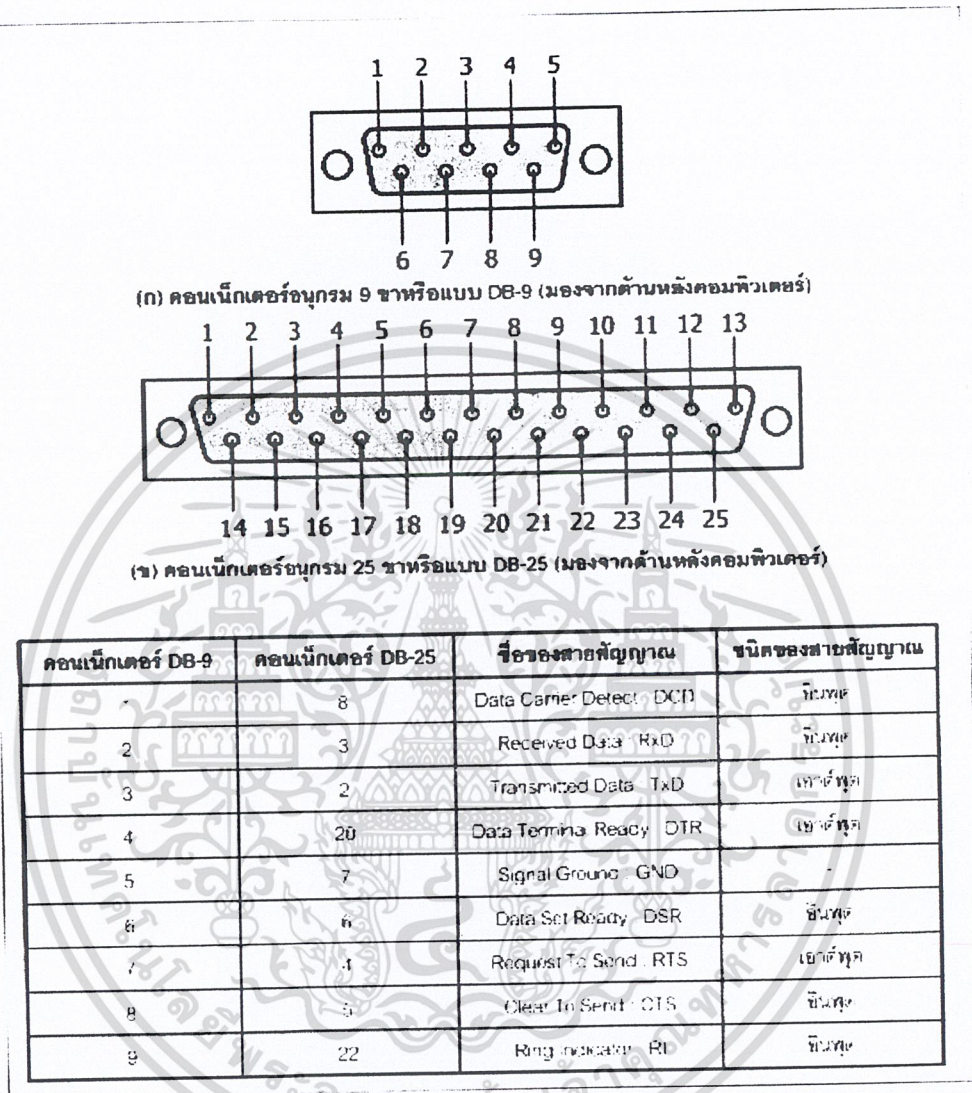 1 2 3 4 5
6 7 8 9
(ก) คอนเน็กเตอร์อนุกรม 9 ขาหรือแบบ DB-9 (มองจากด้านหลังคอมพิวเตอร์)
1 2 3 4 5 6 7 8 9 10 11 12 13
14 15 16 17 18 19 20 21 22 23 24 25
(ข) คอนเน็กเตอร์อนุกรม 25 ขาหรือแบบ DB-25 (มองจากด้านหลังคอมพิวเตอร์)
คอนเน็กเตอร์ DB-9 คอนเน็กเตอร์ DB-25 ชื่อของสายสัญญาณ ชนิดของสายสัญญาณ
8 Data Carrier Detect : DCD อินพุต
2 3 Received Data : RxD อินพุต
3 2 Transmitted Data : TxD เอาต์พุต
4 20 Data Terminal Ready : DTR เอาต์พุต
5 7 Signal Ground : GND -
6 6 Data Set Ready : DSR อินพุต
7 4 Request To Send : RTS เอาต์พุต
8 5 Clear To Send : CTS อินพุต
9 22 Ring Indicator : RI อินพุต